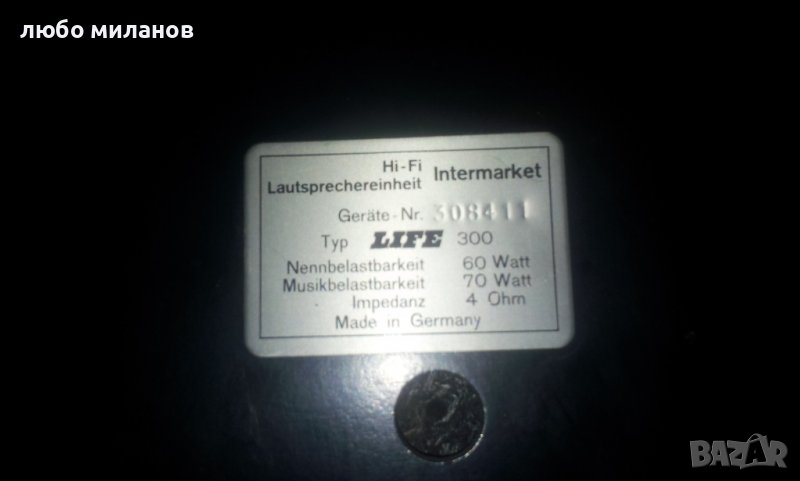 любо миланов
Hi-Fi
Lautsprechereinheit Intermarket
Geräte-Nr. 308411
Typ LIFE 300
Nennbelastbarkeit 60 Watt
Musikbelastbarkeit 70 Watt
Impedanz 4 Ohm
Made in Germany
BAZAR